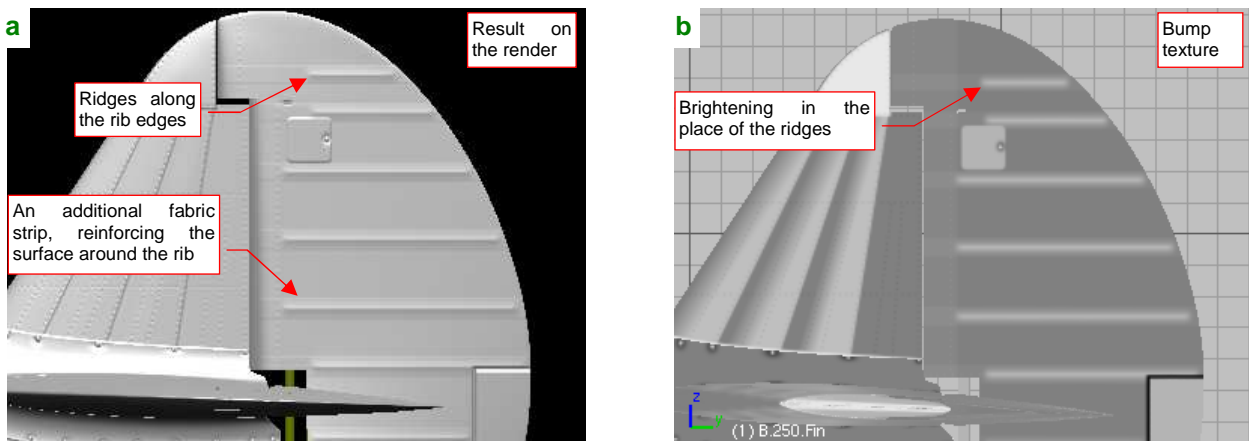 a
Result on
the render
Ridges along
the rib edges
An additional fabric
strip, reinforcing the
surface around the rib
b
Bump
texture
Brightening in the
place of the ridges
z
y
(1) B.250.Fin